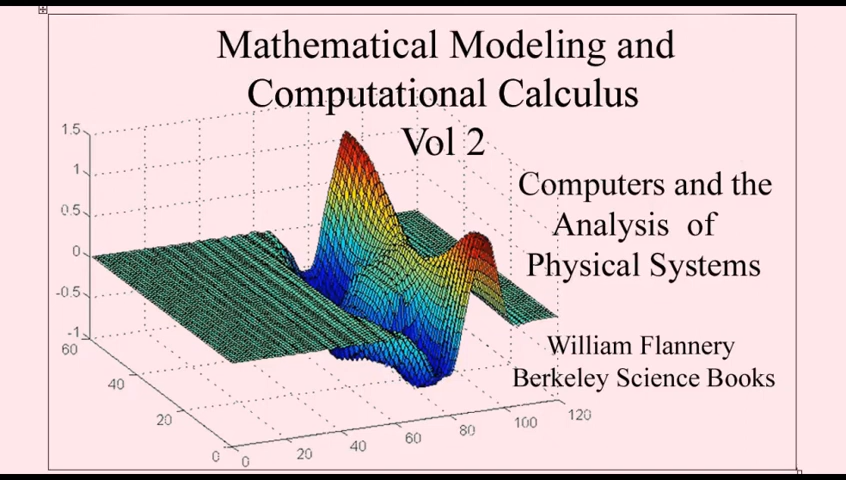 Mathematical Modeling and
Computational Calculus
Vol 2
Computers and the
Analysis of
Physical Systems
William Flannery
Berkeley Science Books
1.5
1
0.5
0
-0.5
-1
60
40
20
0
0
20
40
60
80
100
120